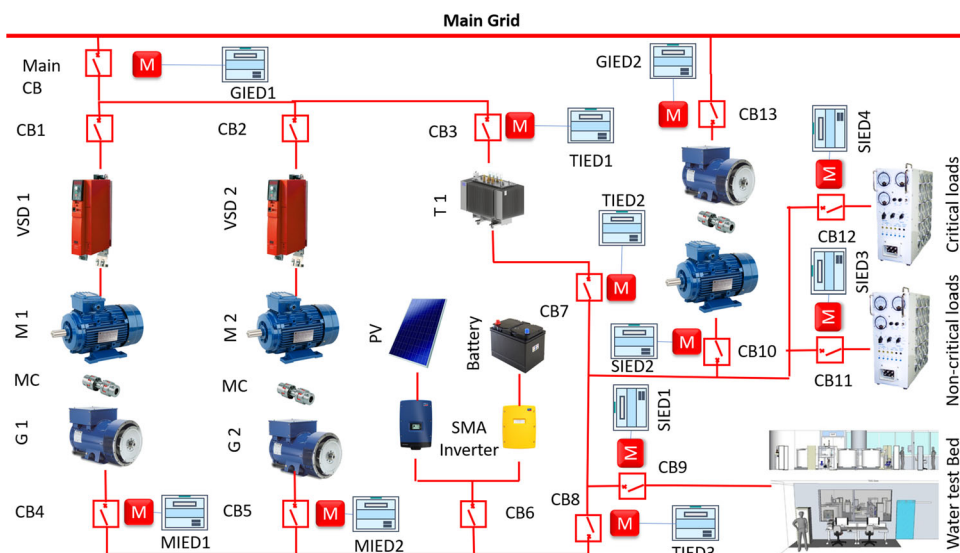 Main Grid
Main
CB
M
GIED1
GIED2
M
CB13
CB1
CB2
CB3
M
TIED1
SIED4
M
CB12
Critical loads
VSD 1
VSD 2
T 1
TIED2
M
CB7
SIED3
M
CB11
Non-critical loads
M 1
M 2
PV
Battery
SIED2
M
CB10
MC
MC
SMA
Inverter
SIED1
M
CB9
G 1
G 2
CB8
Water test Bed
CB4
M
MIED1
CB5
M
MIED2
CB6
M
TIED3